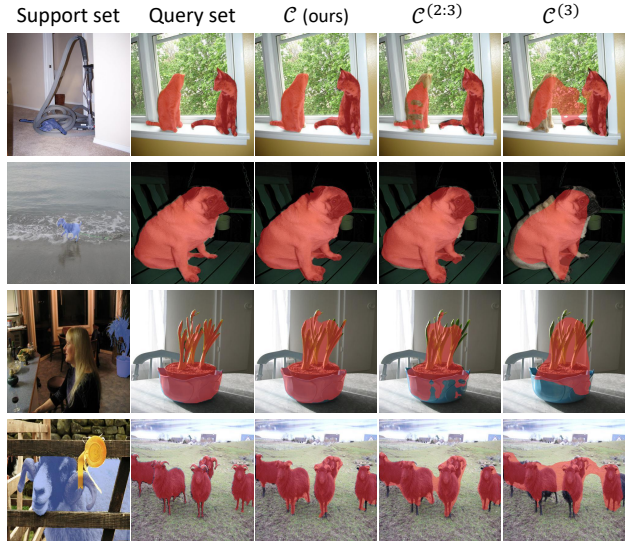 Support set Query set 𝒞 (ours) 𝒞^(2:3) 𝒞^(3)